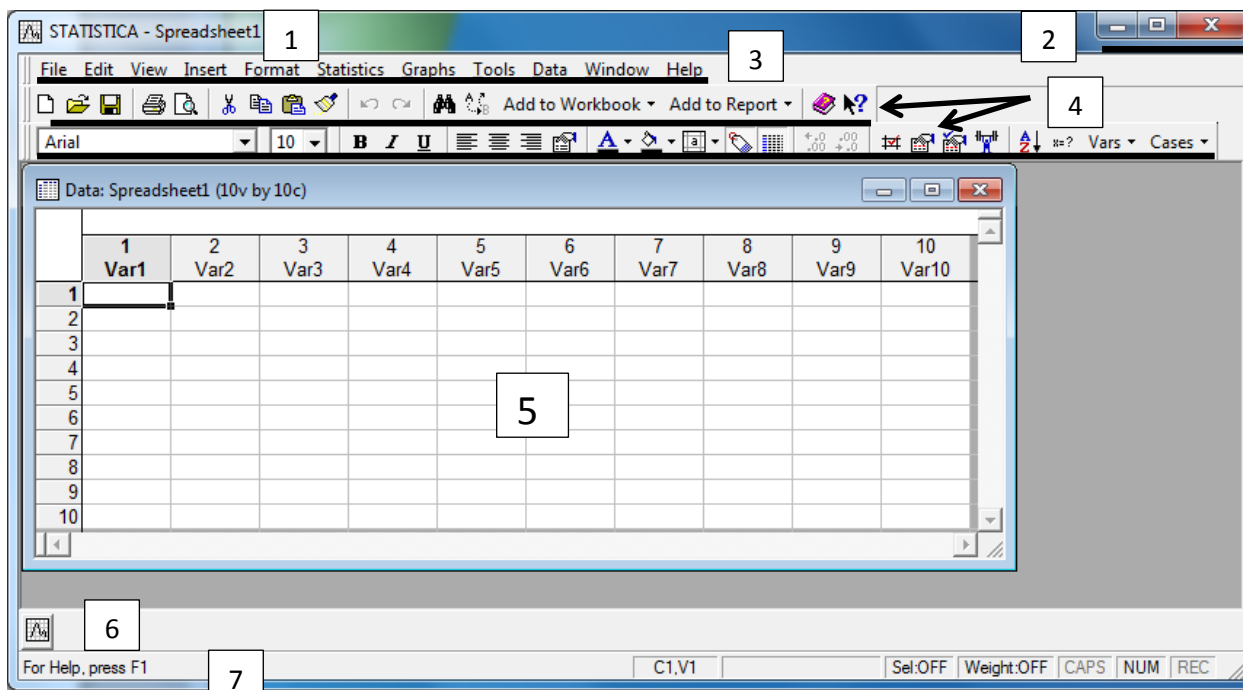 STATISTICA - Spreadsheet1
1
2
File Edit View Insert Format Statistics Graphs Tools Data Window Help
3
Add to Workbook Add to Report
4
Arial 10 B I U A a Vars Cases
Data: Spreadsheet1 (10v by 10c)
1 2 3 4 5 6 7 8 9 10
Var1 Var2 Var3 Var4 Var5 Var6 Var7 Var8 Var9 Var10
1
2
3
4
5
6
7
8
9
10
5
6
For Help, press F1 C1,V1 Sel:OFF Weight:OFF CAPS NUM REC
7